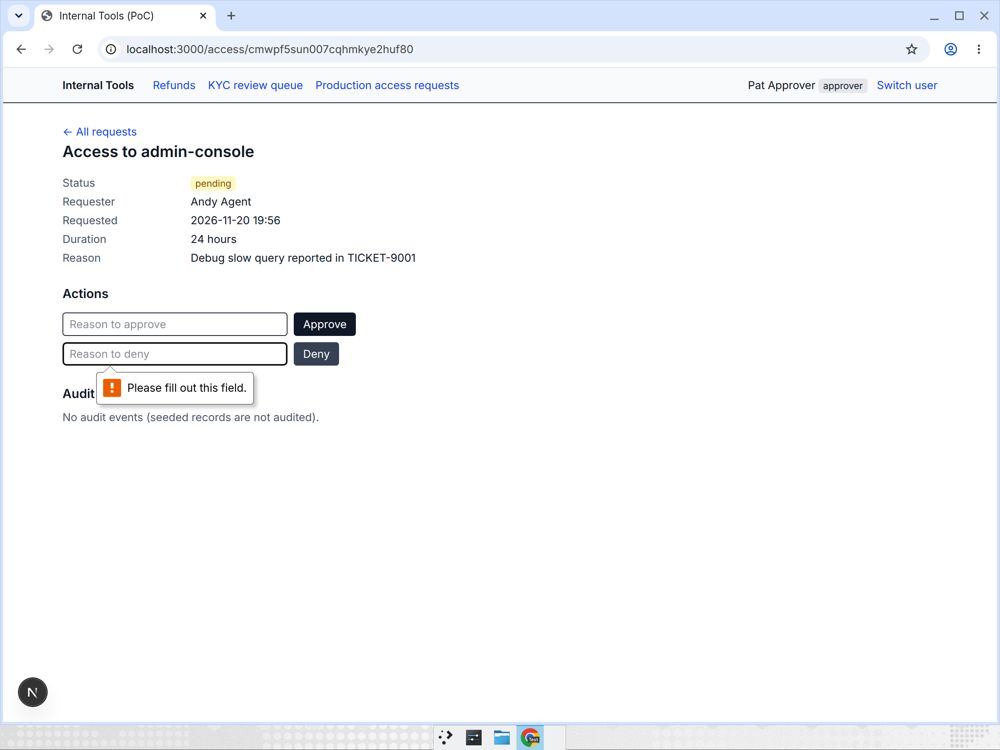 Internal Tools (PoC)
localhost:3000/access/cmwpf5sun007cqhmkye2huf80
Internal Tools Refunds KYC review queue Production access requests Pat Approver approver Switch user
← All requests
Access to admin-console
Status pending
Requester Andy Agent
Requested 2026-11-20 19:56
Duration 24 hours
Reason Debug slow query reported in TICKET-9001
Actions
Reason to approve Approve
Reason to deny Deny
Please fill out this field.
Audit
No audit events (seeded records are not audited).
N